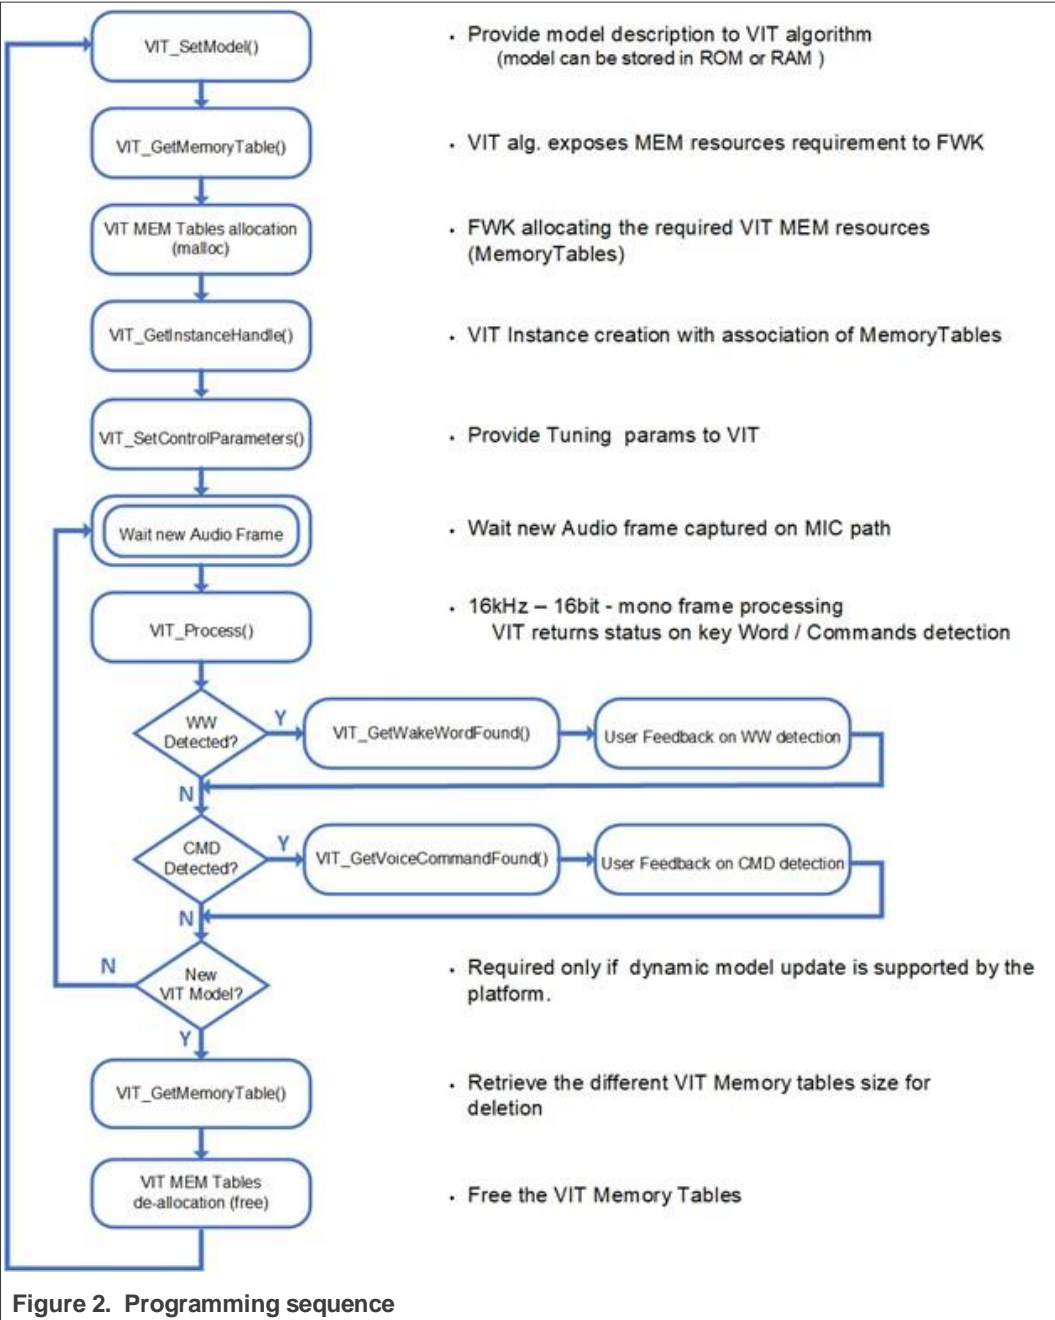 VIT_SetModel()
• Provide model description to VIT algorithm
(model can be stored in ROM or RAM )
VIT_GetMemoryTable()
• VIT alg. exposes MEM resources requirement to FWK
VIT MEM Tables allocation
(malloc)
• FWK allocating the required VIT MEM resources
(MemoryTables)
VIT_GetInstanceHandle()
• VIT Instance creation with association of MemoryTables
VIT_SetControlParameters()
• Provide Tuning params to VIT
Wait new Audio Frame
• Wait new Audio frame captured on MIC path
VIT_Process()
• 16kHz – 16bit - mono frame processing
VIT returns status on key Word / Commands detection
WW
Detected?
Y
VIT_GetWakeWordFound()
User Feedback on WW detection
N
CMD
Detected?
Y
VIT_GetVoiceCommandFound()
User Feedback on CMD detection
N
New
VIT Model?
N
• Required only if dynamic model update is supported by the
platform.
Y
VIT_GetMemoryTable()
• Retrieve the different VIT Memory tables size for
deletion
VIT MEM Tables
de-allocation (free)
• Free the VIT Memory Tables
Figure 2. Programming sequence